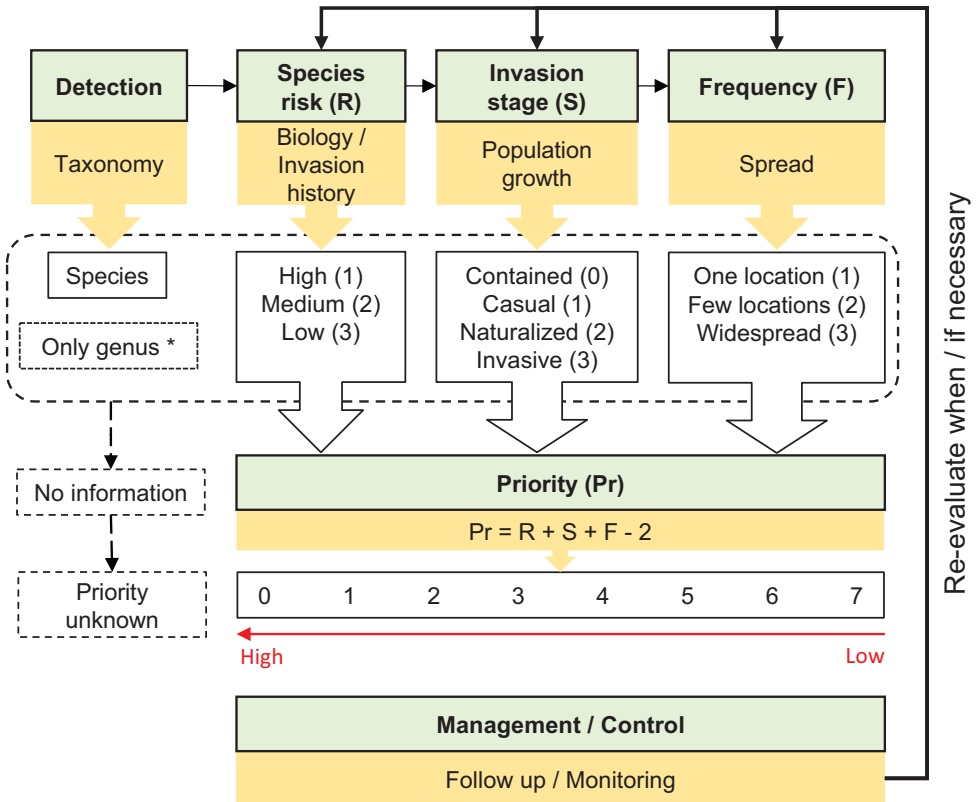 Detection
Species
risk (R)
Invasion
stage (S)
Frequency (F)
Taxonomy
Biology /
Invasion
history
Population
growth
Spread
Species
Only genus *
High (1)
Medium (2)
Low (3)
Contained (0)
Casual (1)
Naturalized (2)
Invasive (3)
One location (1)
Few locations (2)
Widespread (3)
No information
Priority
unknown
Priority (Pr)
Pr = R + S + F - 2
0 1 2 3 4 5 6 7
High Low
Management / Control
Follow up / Monitoring
Re-evaluate when / if necessary